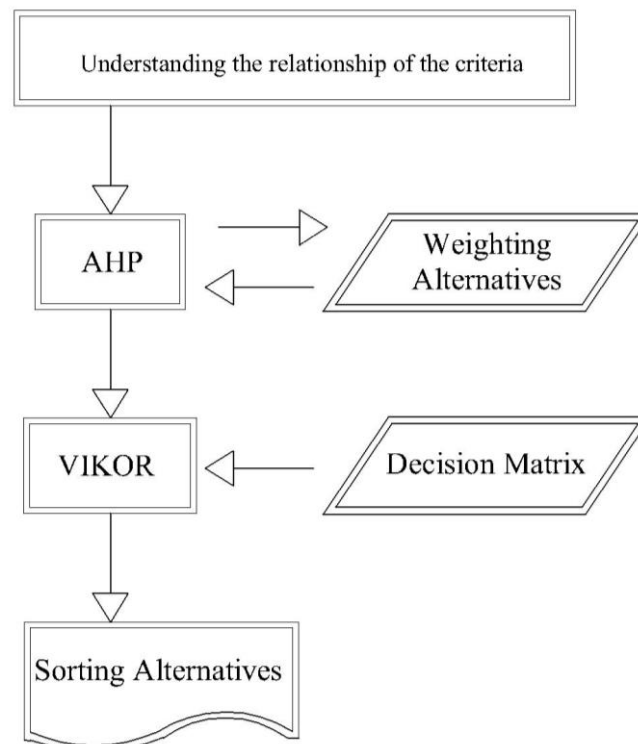 Understanding the relationship of the criteria
AHP
Weighting
Alternatives
VIKOR
Decision Matrix
Sorting Alternatives